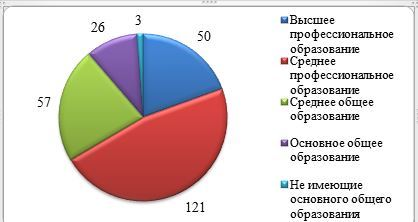 3
26
50
57
121
Высшее
профессиональное
образование
Среднее
профессиональное
образование
Среднее общее
образование
Основное общее
образование
Не имеющие
основного общего
образования